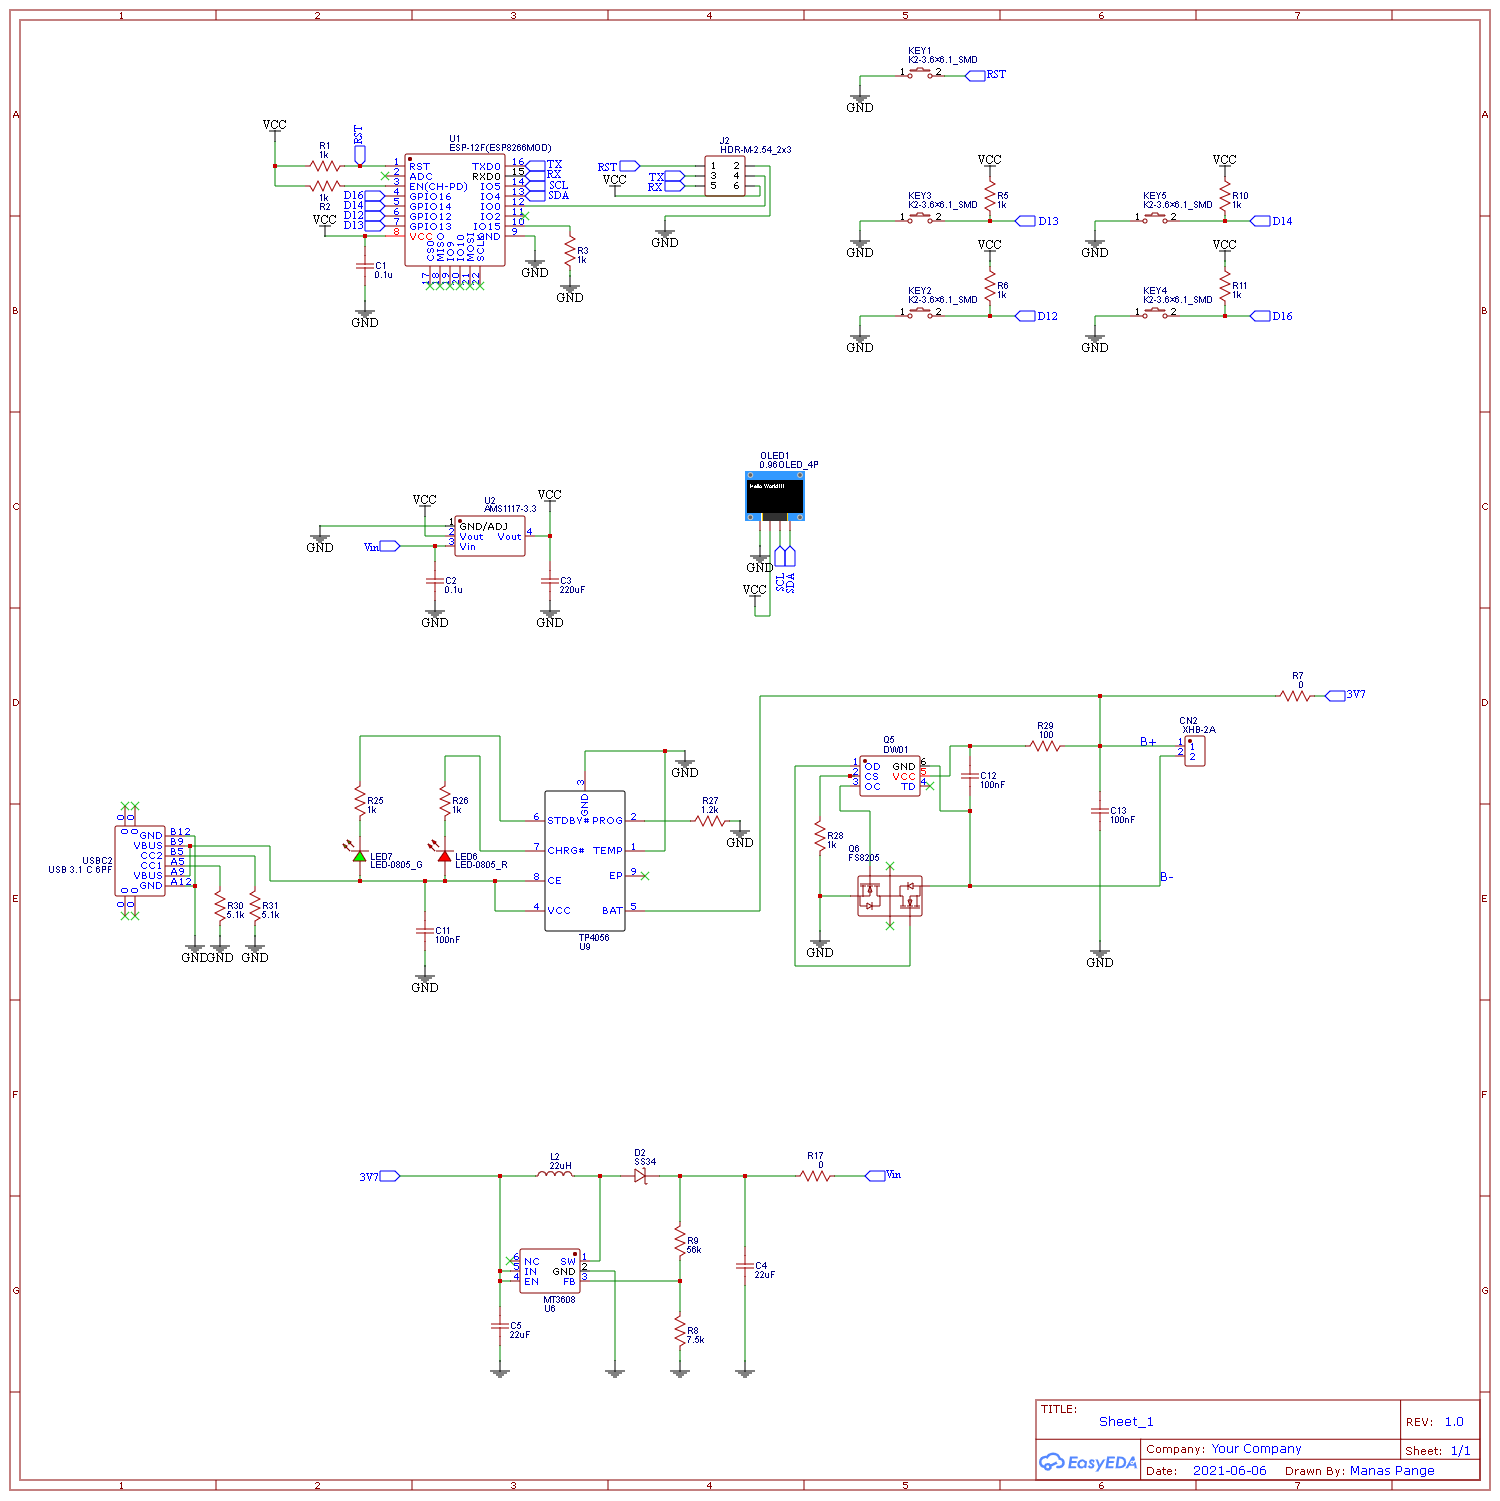 1 2 3 4 5 6 7
A A
B B
C C
D D
E E
F F
G G
KEY1
K2-3.6×6.1_SMD
1 2 RST
GND
VCC
RST
R1
1k
1k
R2
U1
ESP-12F(ESP8266MOD)
1 RST TXD0 16 TX
2 ADC RXD0 15 RX
3 EN(CH-PD) IO5 14 SCL
D16 4 GPIO16 IO4 13 SDA
D14 5 GPIO14 IO0 12
D12 6 GPIO12 IO2 11
D13 7 GPIO13 IO15 10
VCC 8 VCC GND 9
CS0 MISO IO9 IO10 MOSI SCLK
17 18 19 20 21 22
C1
0.1u
GND
GND
R3
1k
GND
J2
HDR-M-2.54_2x3
RST 1 2
TX 3 4
RX 5 6
VCC
GND
VCC
KEY3
K2-3.6×6.1_SMD
1 2
R5
1k
D13
GND
VCC
KEY5
K2-3.6×6.1_SMD
1 2
R10
1k
D14
GND
VCC
KEY2
K2-3.6×6.1_SMD
1 2
R6
1k
D12
GND
VCC
KEY4
K2-3.6×6.1_SMD
1 2
R11
1k
D16
GND
VCC
U2
AMS1117-3.3
VCC
GND
1 GND/ADJ
2 Vout Vout 4
Vin 3 Vin
C2
0.1u
GND
C3
220uF
GND
OLED1
0.96OLED_4P
Hello World!!!
GND
SCL
SDA
VCC
R7
0
3V7
R29
100
CN2
XHB-2A
B+
1 1
2 2
Q5
DW01
1 OD GND 6
2 CS VCC 5
3 OC TD 4
C12
100nF
C13
100nF
R28
1k
Q6
FS8205
B-
GND
GND
GND
R25
1k
R26
1k
LED7
LED-0805_G
LED6
LED-0805_R
3
GND
6 STDBY# PROG 2
7 CHRG# TEMP 1
8 CE EP 9
4 VCC BAT 5
TP4056
U9
R27
1.2k
GND
USBC2
USB 3.1 C 6PF
0 0
0 0
GND B12
VBUS B9
CC2 B5
CC1 A5
VBUS A9
GND A12
0 0
0 0
R30
5.1k
R31
5.1k
GND GND GND
C11
100nF
GND
3V7
L2
22uH
D2
SS34
R17
0
Vin
R9
56k
6 NC SW 1
5 IN GND 2
4 EN FB 3
MT3608
U6
C4
22uF
C5
22uF
R8
7.5k
TITLE:
Sheet_1
REV: 1.0
EasyEDA
Company: Your Company
Sheet: 1/1
Date: 2021-06-06 Drawn By: Manas Pange
1 2 3 4 5 6 7